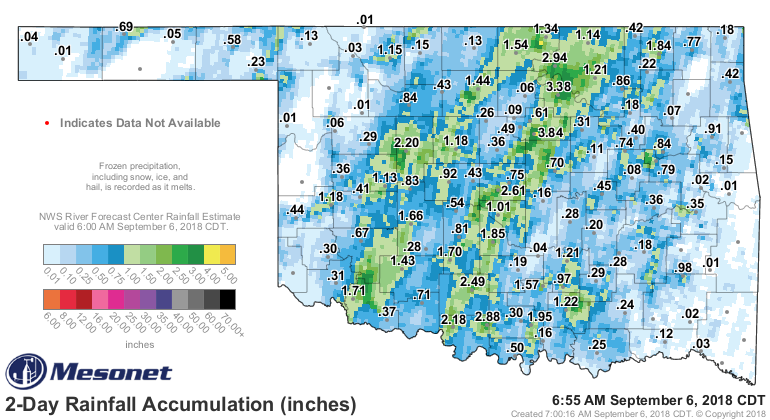 .01
.04 .69 .05 .58 .13 .13 1.34 1.14 .42 .18
.01 .23 .03 1.15 .15 1.54 2.94 1.84 .77
.22 .42
1.44 .06 3.38 1.21 .86
.43
.01 .84 .26 .09 .61 .18 .07
.01 .06 .49 .31 .40 .91
.29 2.20 1.18 .36 3.84 .11 .74 .84
.36 .70 .15
1.13 .83 .92 .43 .75 .08 .79 .02 .01
.41 2.61 .16 .45
1.18 .54 1.01 .36 .35
.44 1.66 .28
.67 .81 1.85 .20
.30 .28 1.70 .04 1.21 .18
1.43 .19 .28 .98 .01
.31 2.49 .97 .29
1.71 .71 1.57
.37 1.22 .24
2.18 2.88 .30 1.95 .02
.16 .12
.50 .25 .03
Indicates Data Not Available
Frozen precipitation,
including snow, ice, and
hail, is recorded as it melts.
NWS River Forecast Center Rainfall Estimate
valid 6:00 AM September 6, 2018 CDT.
0.01 0.10 0.25 0.50 0.75 1.00 1.50 2.00 2.50 3.00 4.00 5.00
6.00 8.00 12.00 16.00 20.00 25.00 30.00 35.00 40.00 50.00 60.00 70.00+
inches
Mesonet
2-Day Rainfall Accumulation (inches)
6:55 AM September 6, 2018 CDT
Created 7:00:16 AM September 6, 2018 CDT. © Copyright 2018